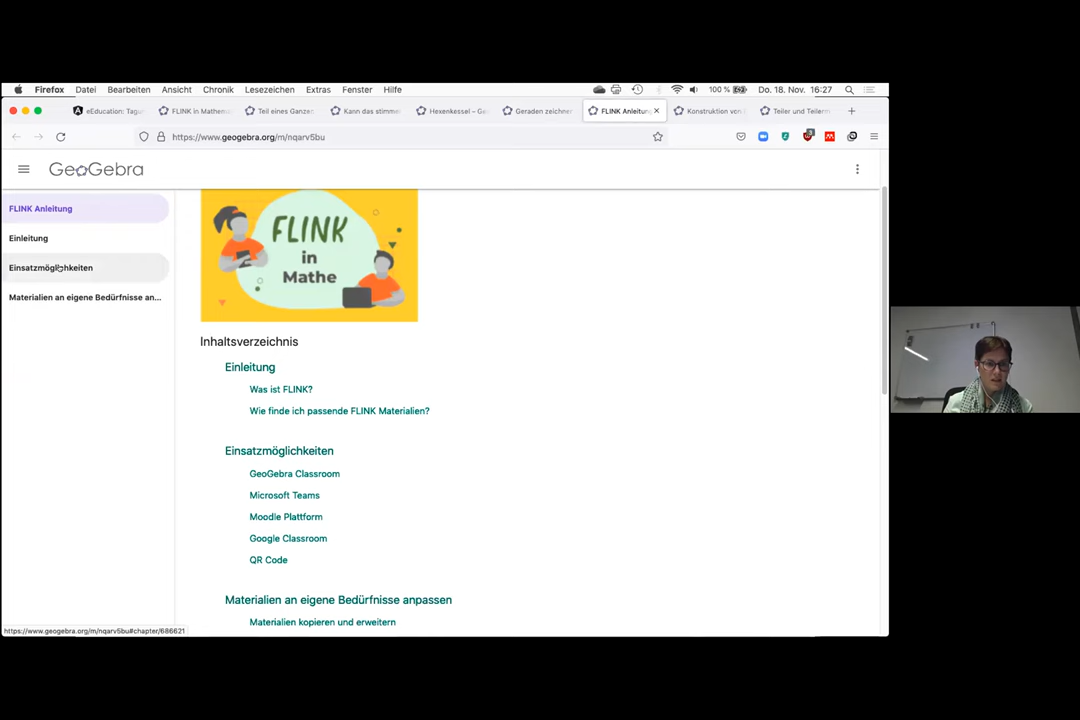 Firefox Datei Bearbeiten Ansicht Chronik Lesezeichen Extras Fenster Hilfe 100 % Do. 18. Nov. 16:27
eEducation: Tagu FLINK in Mathema Teil eines Ganzen Kann das stimme Hexenkessel – Ge Geraden zeichnen FLINK Anleitung Konstruktion von Teiler und Teilerm
https://www.geogebra.org/m/nqarv5bu
GeoGebra
FLINK Anleitung
Einleitung
Einsatzmöglichkeiten
Materialien an eigene Bedürfnisse an...
FLINK
in
Mathe
Inhaltsverzeichnis
Einleitung
Was ist FLINK?
Wie finde ich passende FLINK Materialien?
Einsatzmöglichkeiten
GeoGebra Classroom
Microsoft Teams
Moodle Plattform
Google Classroom
QR Code
Materialien an eigene Bedürfnisse anpassen
Materialien kopieren und erweitern
https://www.geogebra.org/m/nqarv5bu#chapter/686621